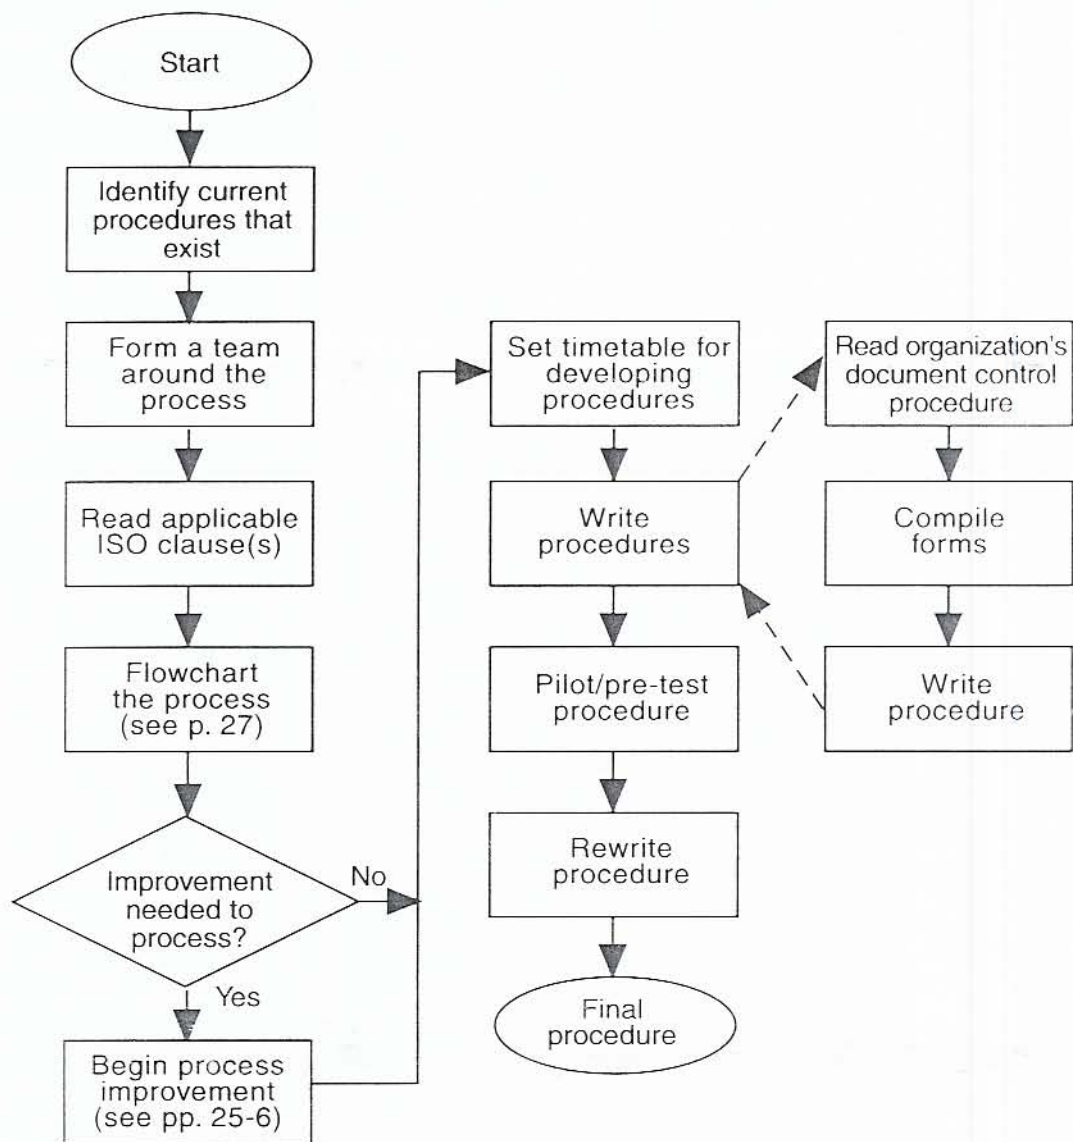 Start
Identify current
procedures that
exist
Form a team
around the
process
Read applicable
ISO clause(s)
Flowchart
the process
(see p. 27)
Improvement
needed to
process?
No
Yes
Begin process
improvement
(see pp. 25-6)
Set timetable for
developing
procedures
Write
procedures
Pilot/pre-test
procedure
Rewrite
procedure
Final
procedure
Read organization's
document control
procedure
Compile
forms
Write
procedure